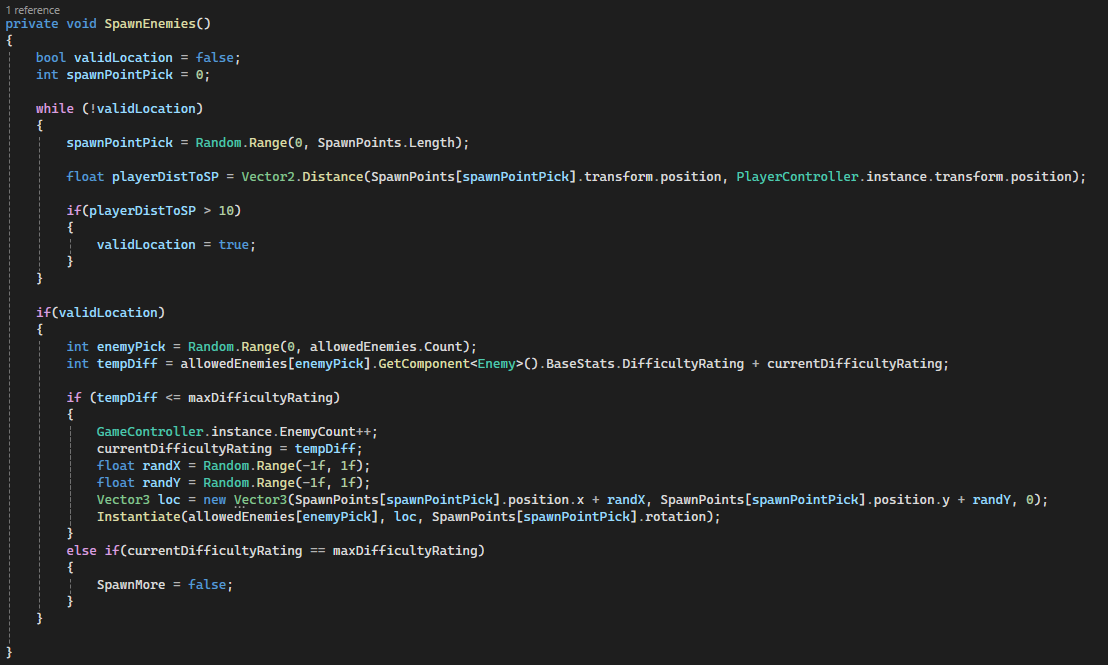 1 reference
private void SpawnEnemies()
{
    bool validLocation = false;
    int spawnPointPick = 0;

    while (!validLocation)
    {
        spawnPointPick = Random.Range(0, SpawnPoints.Length);

        float playerDistToSP = Vector2.Distance(SpawnPoints[spawnPointPick].transform.position, PlayerController.instance.transform.position);

        if(playerDistToSP > 10)
        {
            validLocation = true;
        }
    }

    if(validLocation)
    {
        int enemyPick = Random.Range(0, allowedEnemies.Count);
        int tempDiff = allowedEnemies[enemyPick].GetComponent<Enemy>().BaseStats.DifficultyRating + currentDifficultyRating;

        if (tempDiff <= maxDifficultyRating)
        {
            GameController.instance.EnemyCount++;
            currentDifficultyRating = tempDiff;
            float randX = Random.Range(-1f, 1f);
            float randY = Random.Range(-1f, 1f);
            Vector3 loc = new Vector3(SpawnPoints[spawnPointPick].position.x + randX, SpawnPoints[spawnPointPick].position.y + randY, 0);
            Instantiate(allowedEnemies[enemyPick], loc, SpawnPoints[spawnPointPick].rotation);
        }
        else if(currentDifficultyRating == maxDifficultyRating)
        {
            SpawnMore = false;
        }
    }

}